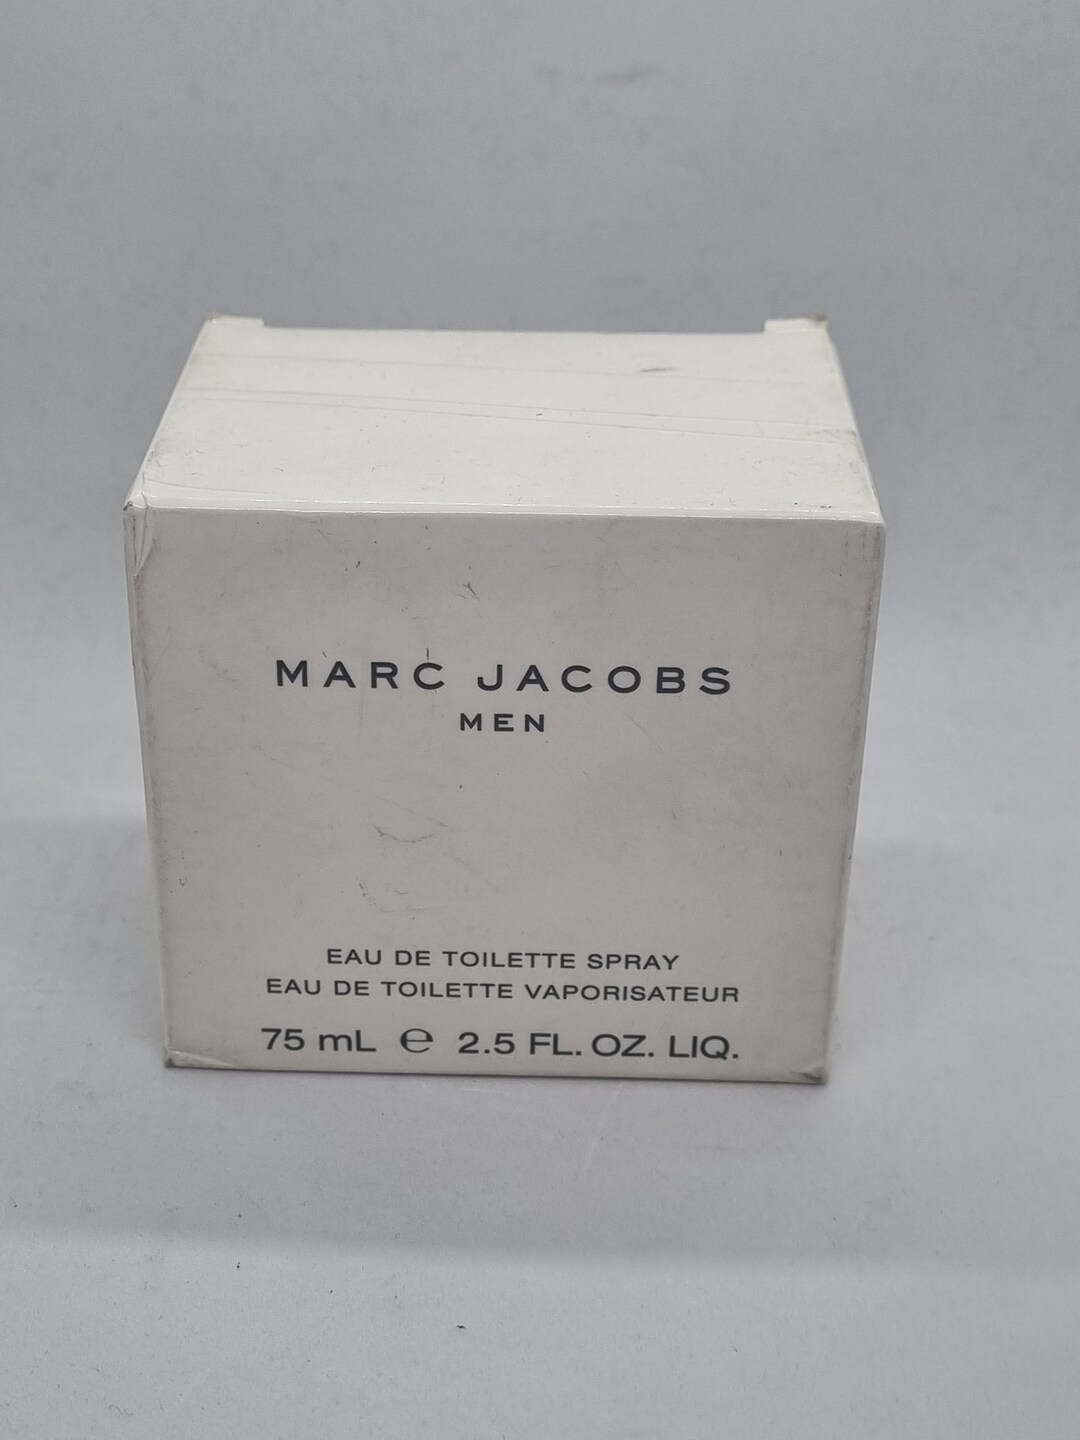 MARC JACOBS
MEN
EAU DE TOILETTE SPRAY
EAU DE TOILETTE VAPORISATEUR
75 mL ℮ 2.5 FL. OZ. LIQ.